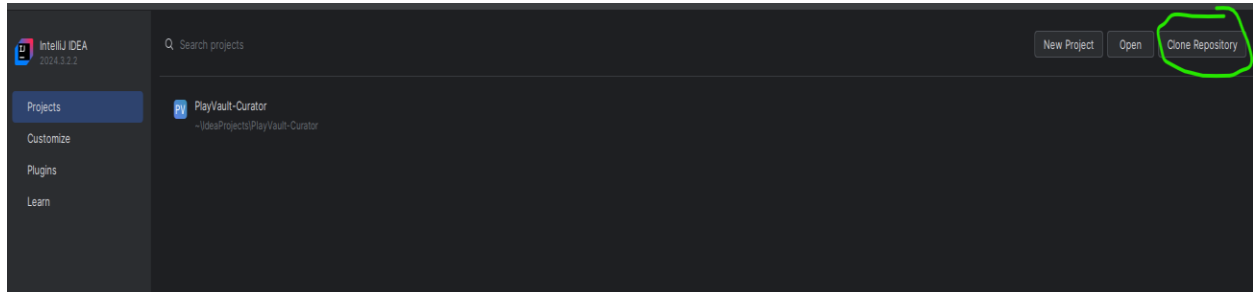 IntelliJ IDEA
2024.3.2.2
Search projects
New Project
Open
Clone Repository
Projects
Customize
Plugins
Learn
PV
PlayVault-Curator
~\IdeaProjects\PlayVault-Curator